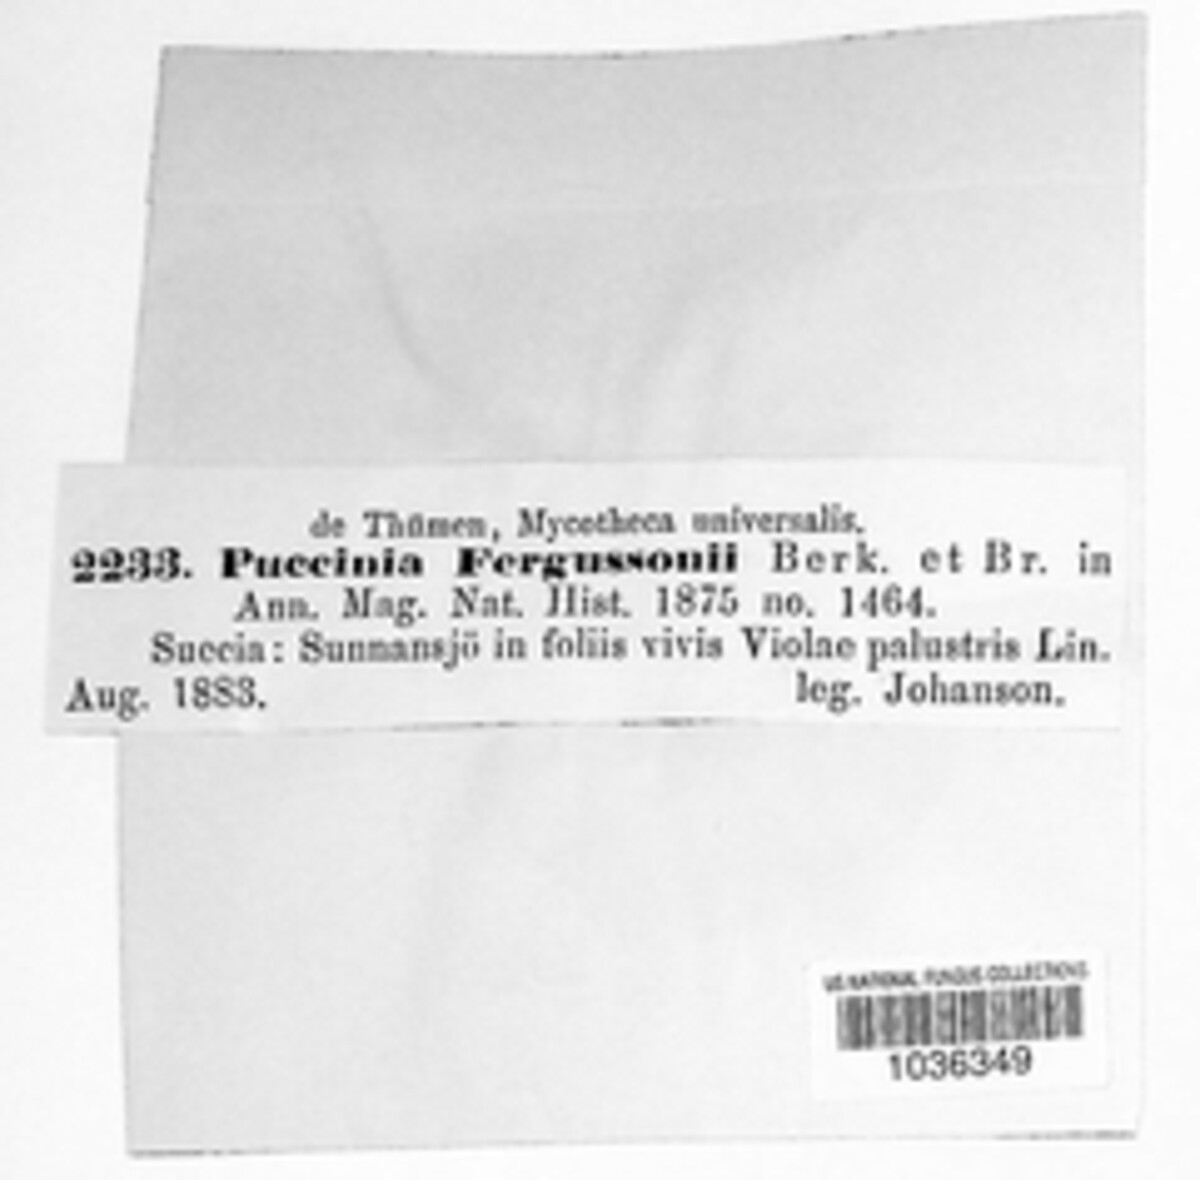 de Thümen, Mycotheca universalis.
2233. Puccinia Fergussonii Berk. et Br. in
Ann. Mag. Nat. Hist. 1875 no. 1464.
Suecia: Sunnansjö in foliis vivis Violae palustris Lin.
Aug. 1883. leg. Johanson.
US NATIONAL FUNGUS COLLECTIONS
1036349